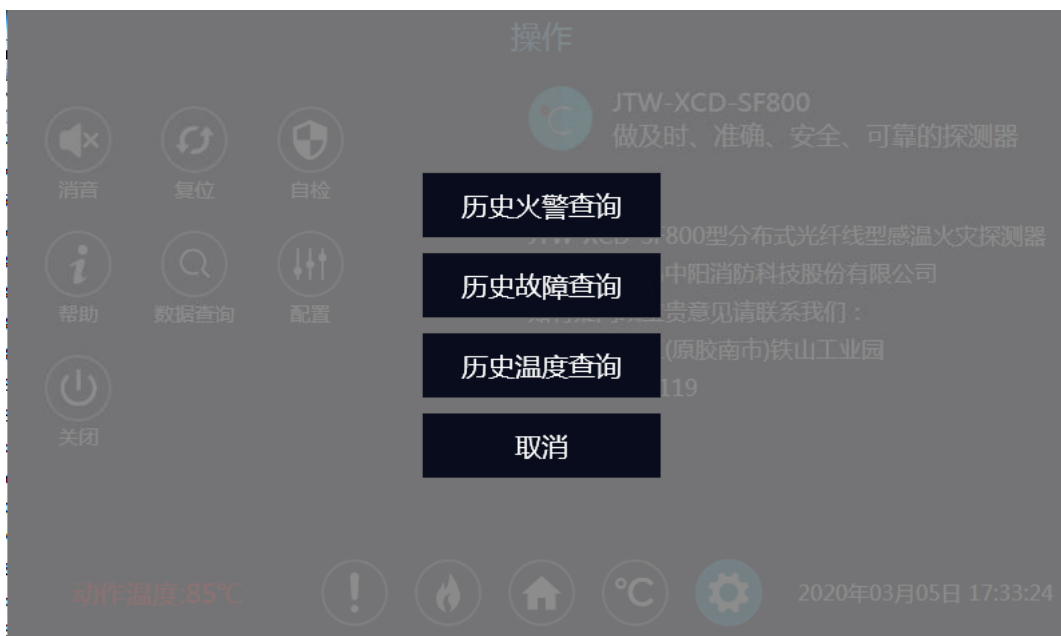 操作
JTW-XCD-SF800
做及时、准确、安全、可靠的探测器
消音
复位
自检
帮助
数据查询
配置
关闭
历史火警查询
历史故障查询
历史温度查询
取消
SF800型分布式光纤线型感温火灾探测器
中阳消防科技股份有限公司
贵意见请联系我们：
(原胶南市)铁山工业园
119
动作温度:85℃
℃
2020年03月05日 17:33:24